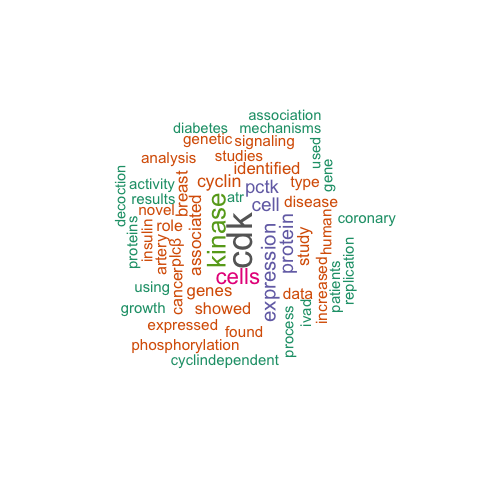 association
diabetes
mechanisms
genetic
signaling
used
analysis
studies
identified
gene
decoction
activity
breast
cyclin
atr
pctk
type
results
cell
disease
novel
associated
kinase
cdk
human
coronary
proteins
insulin
role
artery
expression
protein
study
cancer
plcb
cells
increased
patients
replication
using
genes
data
growth
showed
ivad
expressed
found
process
phosphorylation
cyclindependent